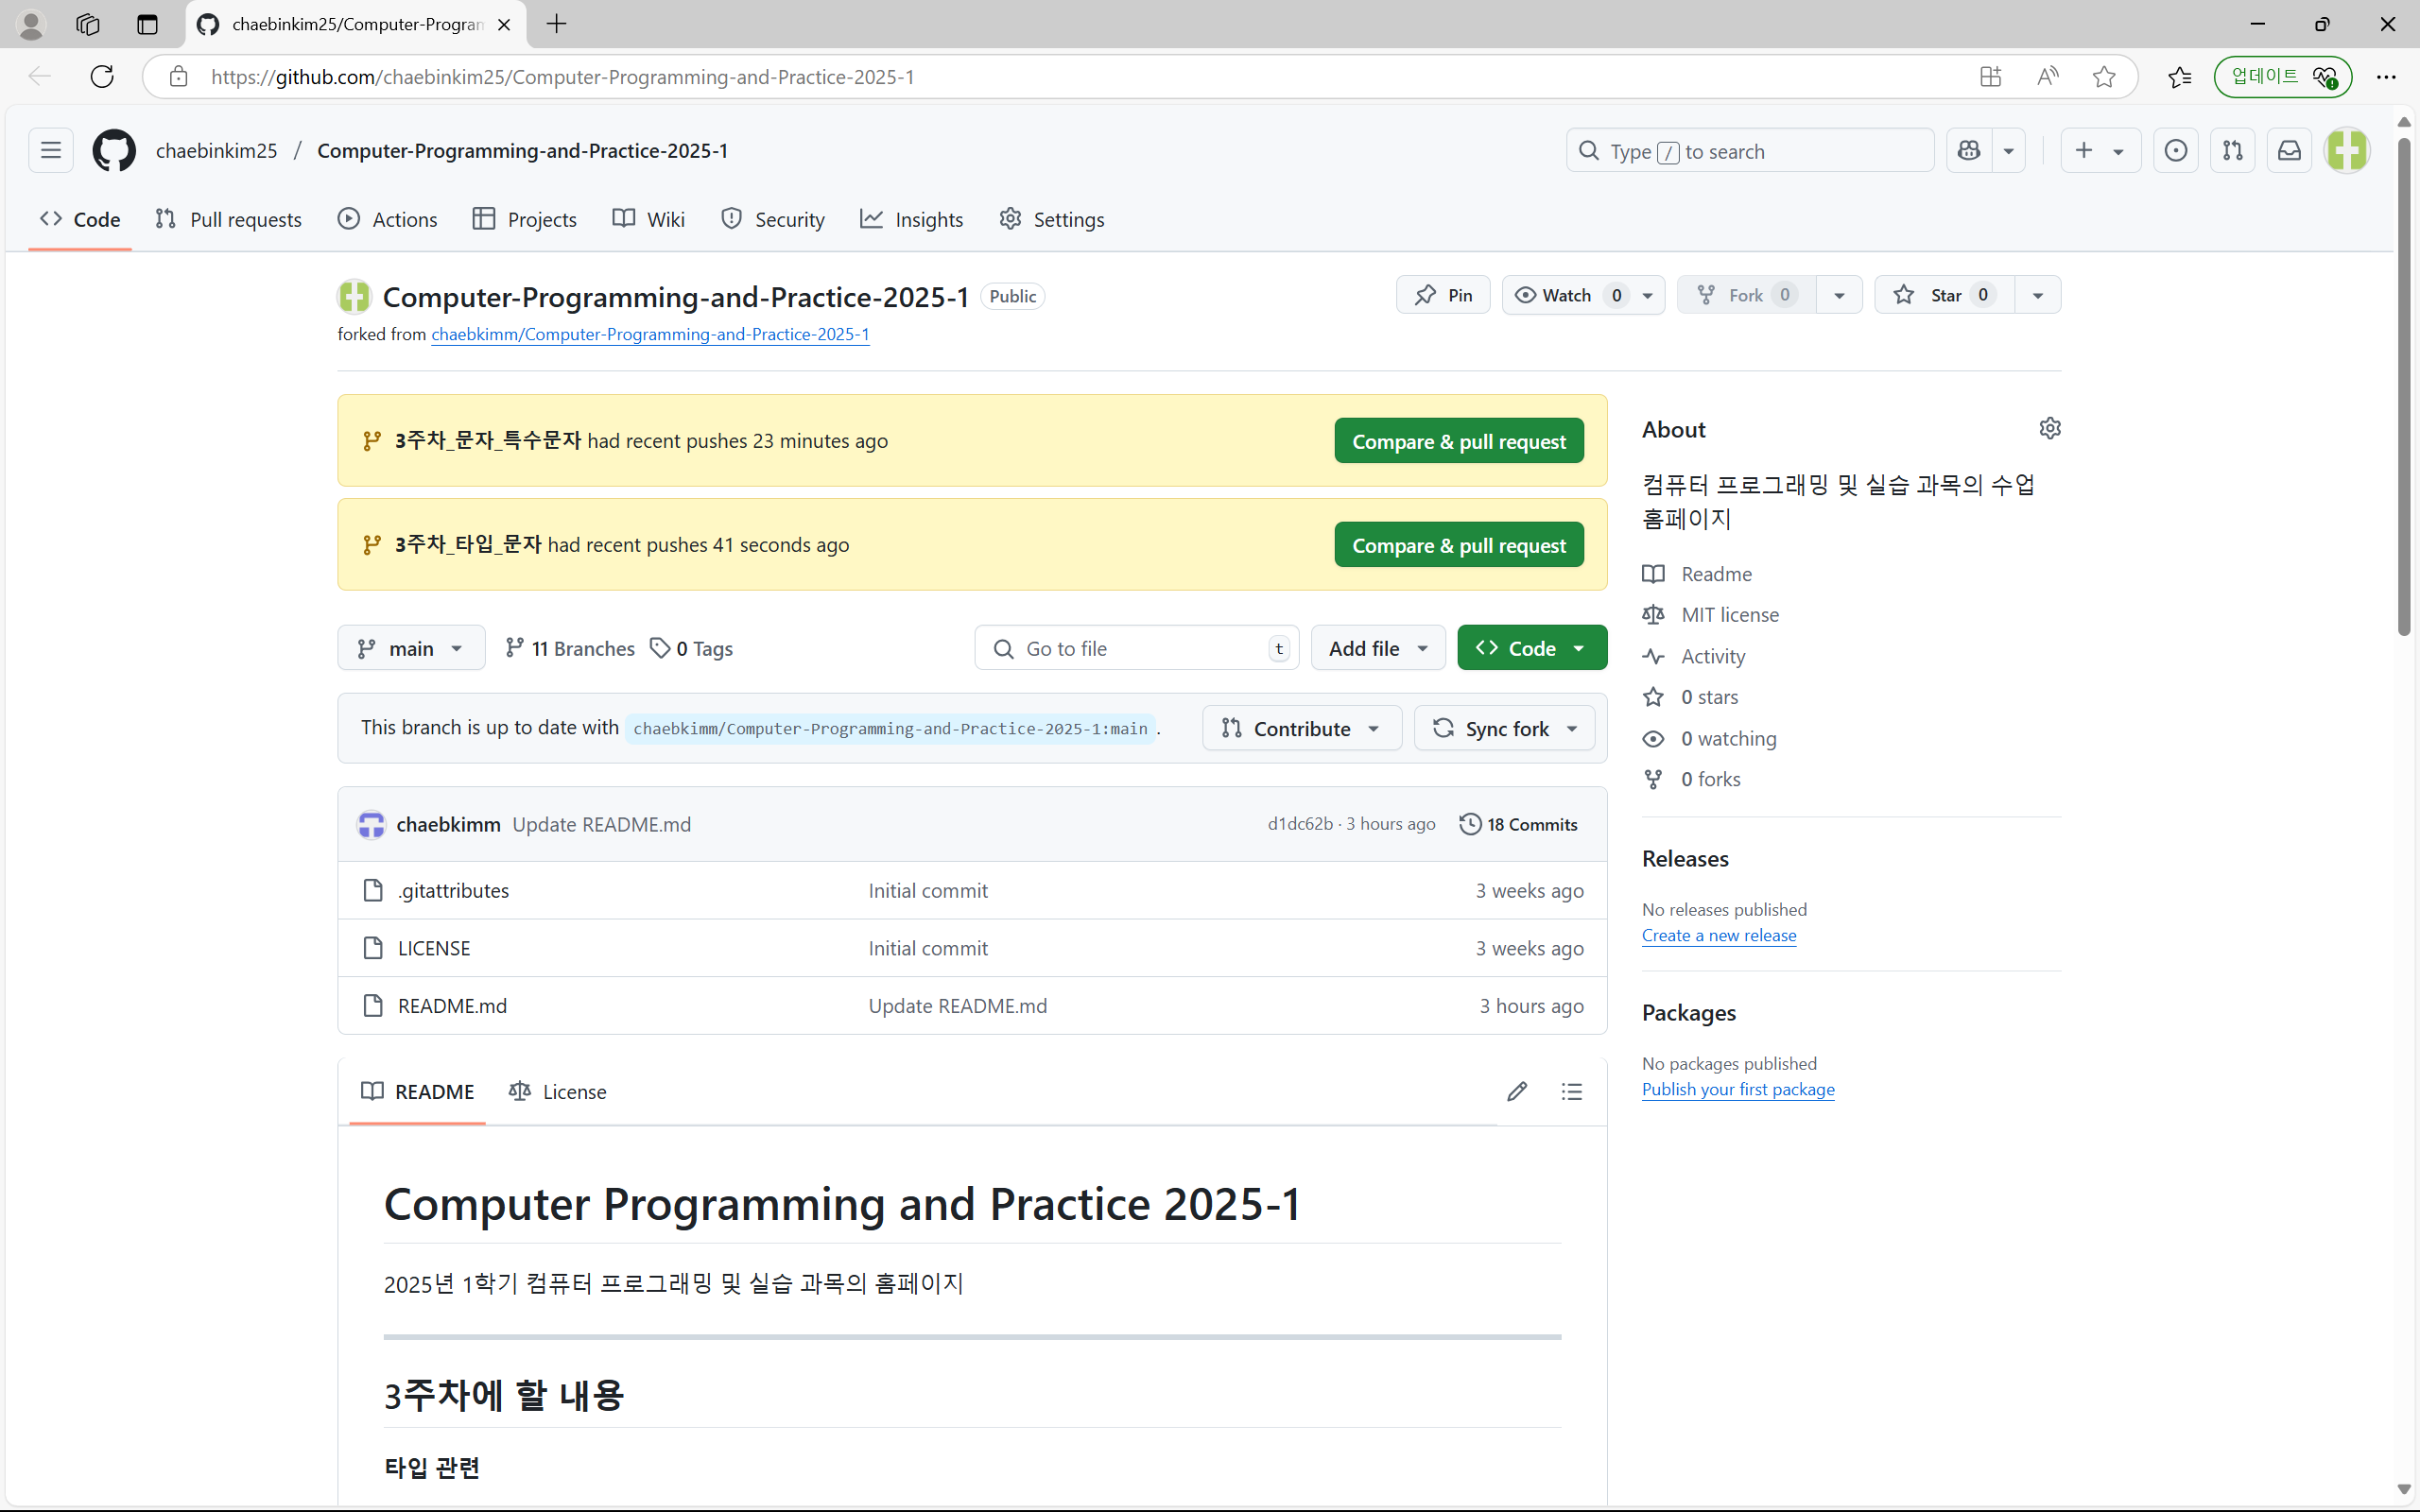 chaebinkim25/Computer-Progran
https://github.com/chaebinkim25/Computer-Programming-and-Practice-2025-1
업데이트
chaebinkim25 / Computer-Programming-and-Practice-2025-1
Type / to search
Code Pull requests Actions Projects Wiki Security Insights Settings
Computer-Programming-and-Practice-2025-1 Public
Pin Watch 0 Fork 0 Star 0
forked from chaebkimm/Computer-Programming-and-Practice-2025-1
3주차_문자_특수문자 had recent pushes 23 minutes ago Compare & pull request
3주차_타입_문자 had recent pushes 41 seconds ago Compare & pull request
main 11 Branches 0 Tags Go to file t Add file Code
This branch is up to date with chaebkimm/Computer-Programming-and-Practice-2025-1:main . Contribute Sync fork
chaebkimm Update README.md d1dc62b · 3 hours ago 18 Commits
.gitattributes Initial commit 3 weeks ago
LICENSE Initial commit 3 weeks ago
README.md Update README.md 3 hours ago
README License
Computer Programming and Practice 2025-1
2025년 1학기 컴퓨터 프로그래밍 및 실습 과목의 홈페이지
3주차에 할 내용
타입 관련
About
컴퓨터 프로그래밍 및 실습 과목의 수업
홈페이지
Readme
MIT license
Activity
0 stars
0 watching
0 forks
Releases
No releases published
Create a new release
Packages
No packages published
Publish your first package